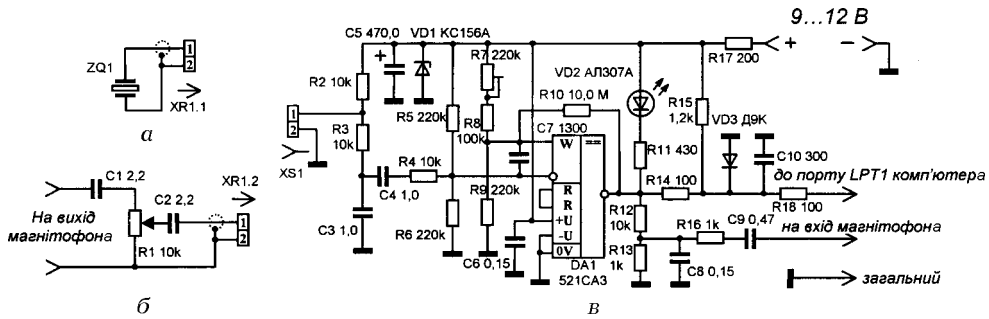 ZQ1
1
2
XR1.1
а
C1 2,2
C2 2,2
XR1.2
1
2
На вихід
магнітофона
R1 10k
б
9...12 В
C5 470,0
VD1 КС156А
+
R7 220k
R17 200
+
−
R2 10k
VD2 АЛ307А
R10 10,0 М
R15
1,2k
VD3 Д9К
1
2
R3
10k
R5 220k
R8
100k
C7 1300
W
==
R11 430
C10 300
XS1
R4 10k
до порту LPT1 комп'ютера
C4 1,0
R9 220k
R
R
R14 100
R18 100
R12
10k
C9 0,47
R16 1k
на вхід магнітофона
C3 1,0
R6 220k
+U
-U
0V
R13
1k
C6 0,15
DA1
521CA3
C8 0,15
загальний
в